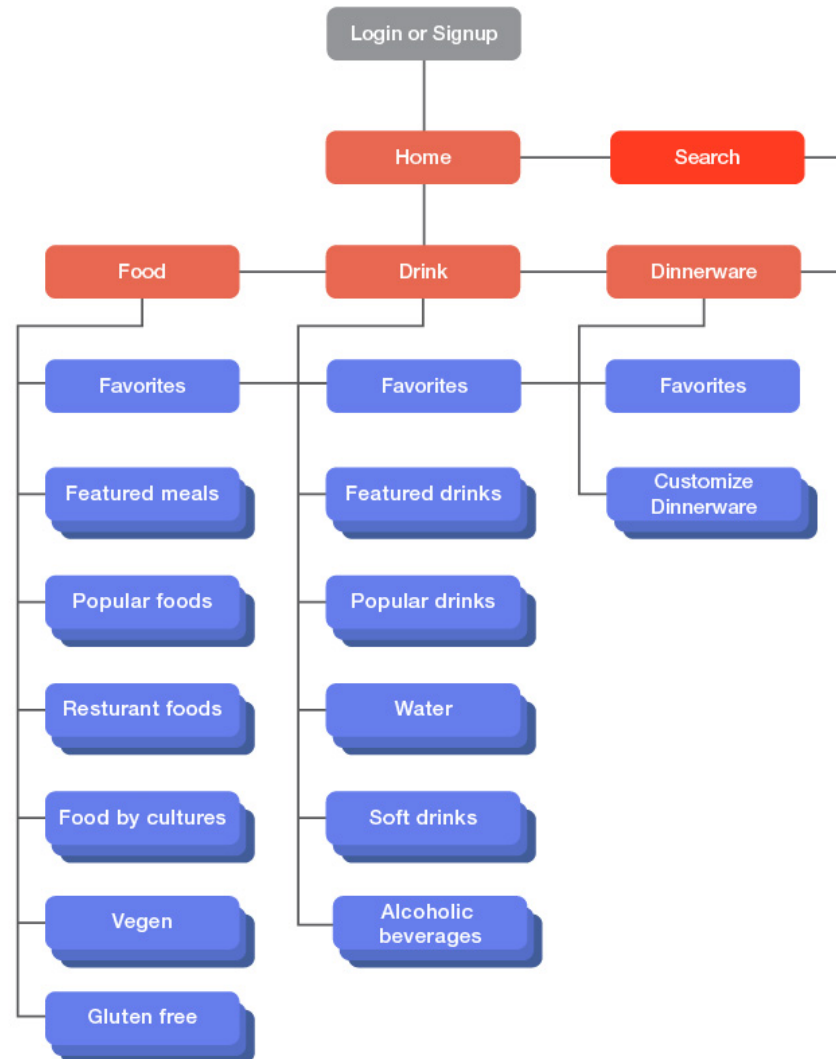 Login or Signup
Home
Search
Food
Drink
Dinnerware
Favorites
Favorites
Favorites
Featured meals
Featured drinks
Customize
Dinnerware
Popular foods
Popular drinks
Resturant foods
Water
Food by cultures
Soft drinks
Vegen
Alcoholic
beverages
Gluten free